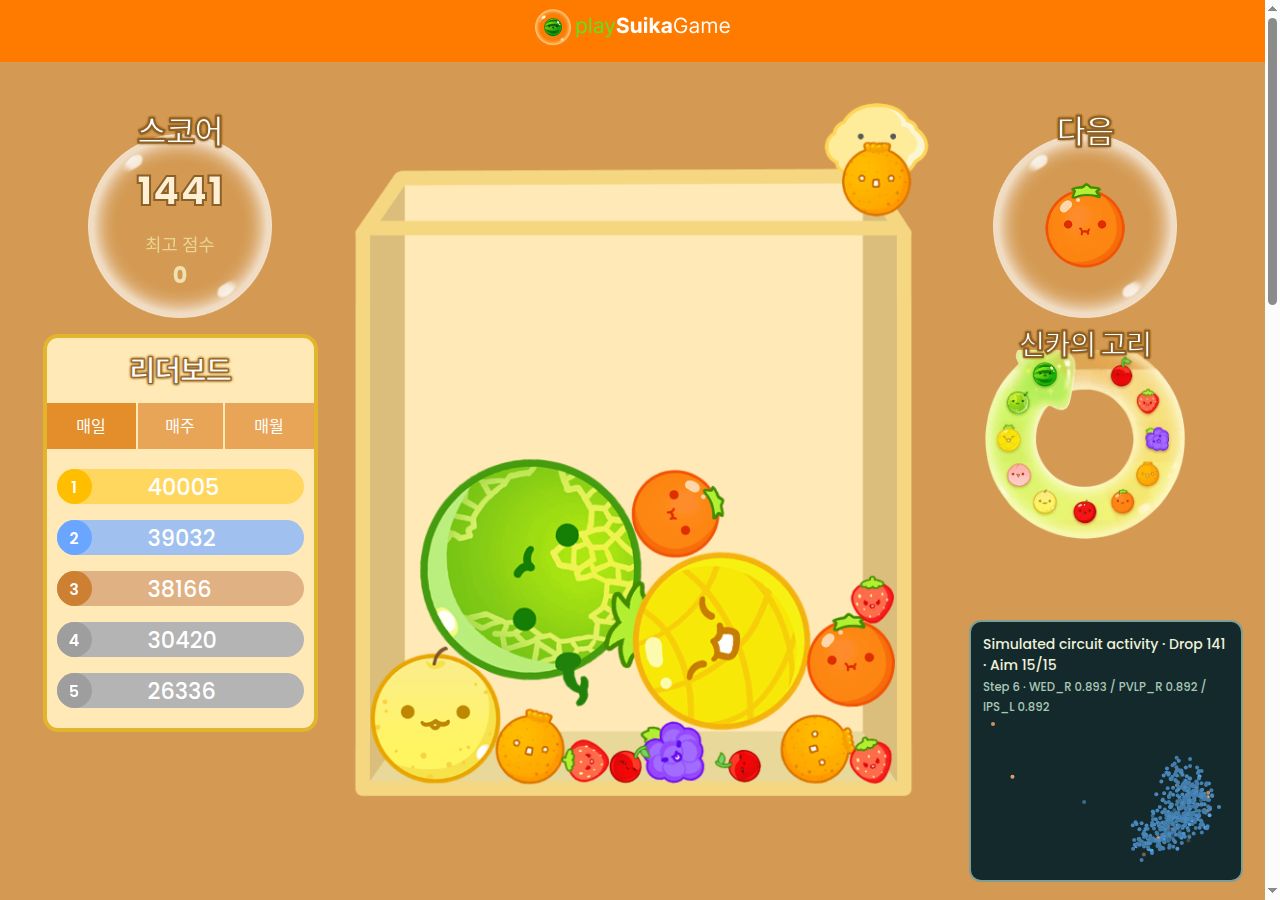 playSuikaGame
스코어
1441
최고 점수
0
리더보드
매일
매주
매월
1 40005
2 39032
3 38166
4 30420
5 26336
다음
신카의 고리
Simulated circuit activity · Drop 141
· Aim 15/15
Step 6 · WED_R 0.893 / PVLP_R 0.892 /
IPS_L 0.892